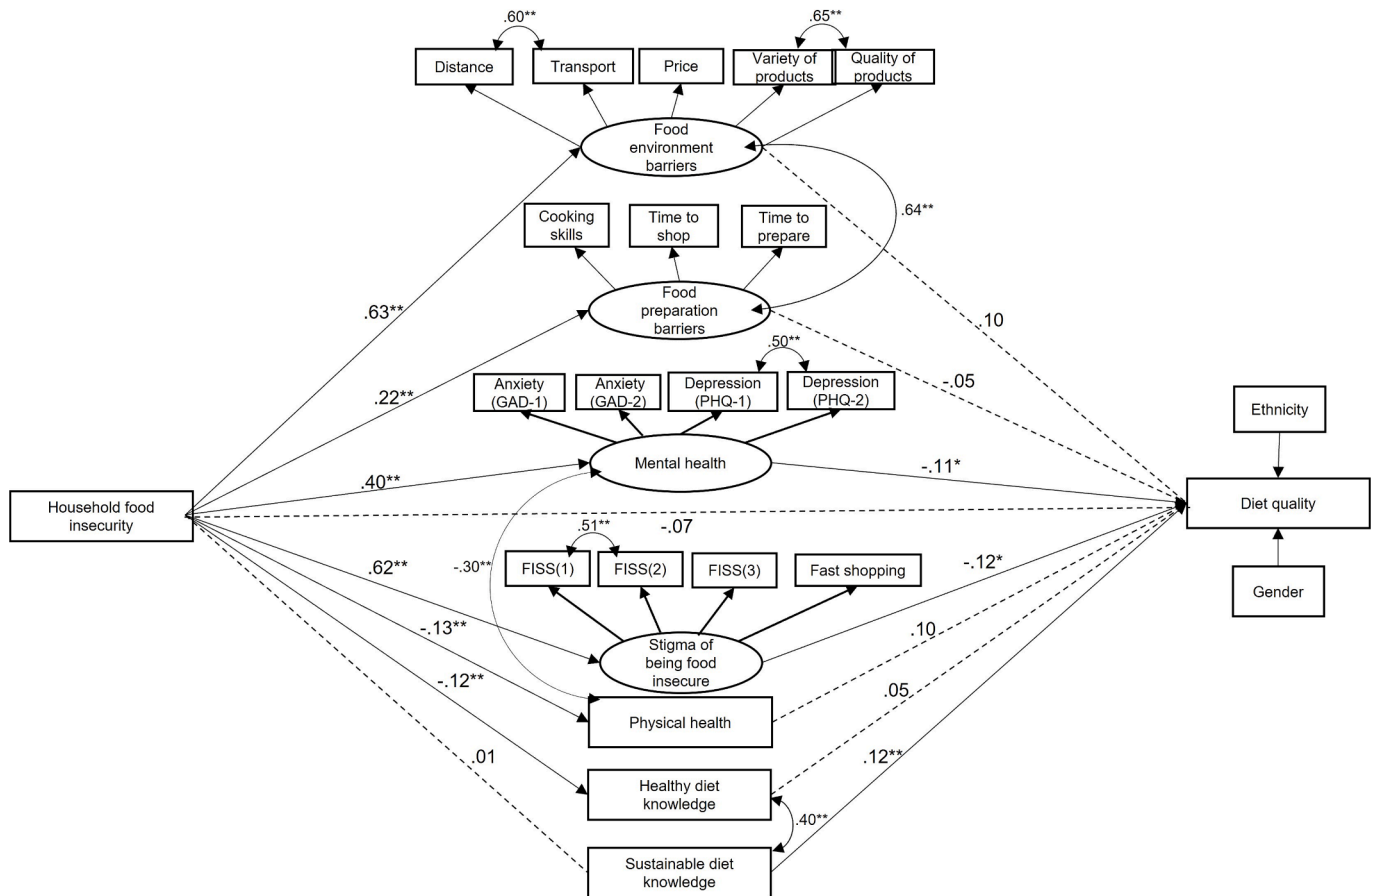 .60**
.65**
Distance
Transport
Price
Variety of
products
Quality of
products
Food
environment
barriers
Cooking
skills
Time to
shop
Time to
prepare
.64**
Food
preparation
barriers
.63**
.10
.50**
-.05
Anxiety
(GAD-1)
Anxiety
(GAD-2)
Depression
(PHQ-1)
Depression
(PHQ-2)
.22**
Ethnicity
Mental health
.40**
-.11*
Household food
insecurity
Diet quality
-.07
.51**
.62**
-.30**
FISS(1)
FISS(2)
FISS(3)
Fast shopping
-.12*
Gender
-.13**
.10
Stigma of
being food
insecure
-.12**
.05
Physical health
.01
.12**
Healthy diet
knowledge
.40**
Sustainable diet
knowledge